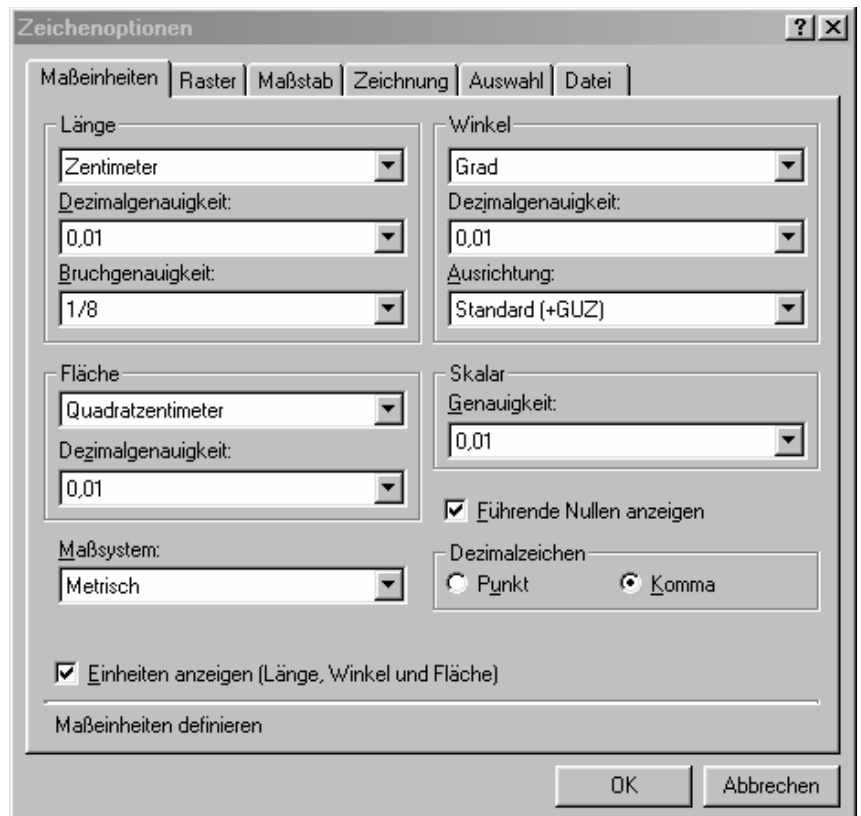 Zeichenoptionen
Maßeinheiten Raster Maßstab Zeichnung Auswahl Datei
Länge
Zentimeter
Dezimalgenauigkeit:
0,01
Bruchgenauigkeit:
1/8
Winkel
Grad
Dezimalgenauigkeit:
0,01
Ausrichtung:
Standard (+GUZ)
Fläche
Quadratzentimeter
Dezimalgenauigkeit:
0,01
Skalar
Genauigkeit:
0,01
Führende Nullen anzeigen
Maßsystem:
Metrisch
Dezimalzeichen
Punkt Komma
Einheiten anzeigen (Länge, Winkel und Fläche)
Maßeinheiten definieren
OK Abbrechen